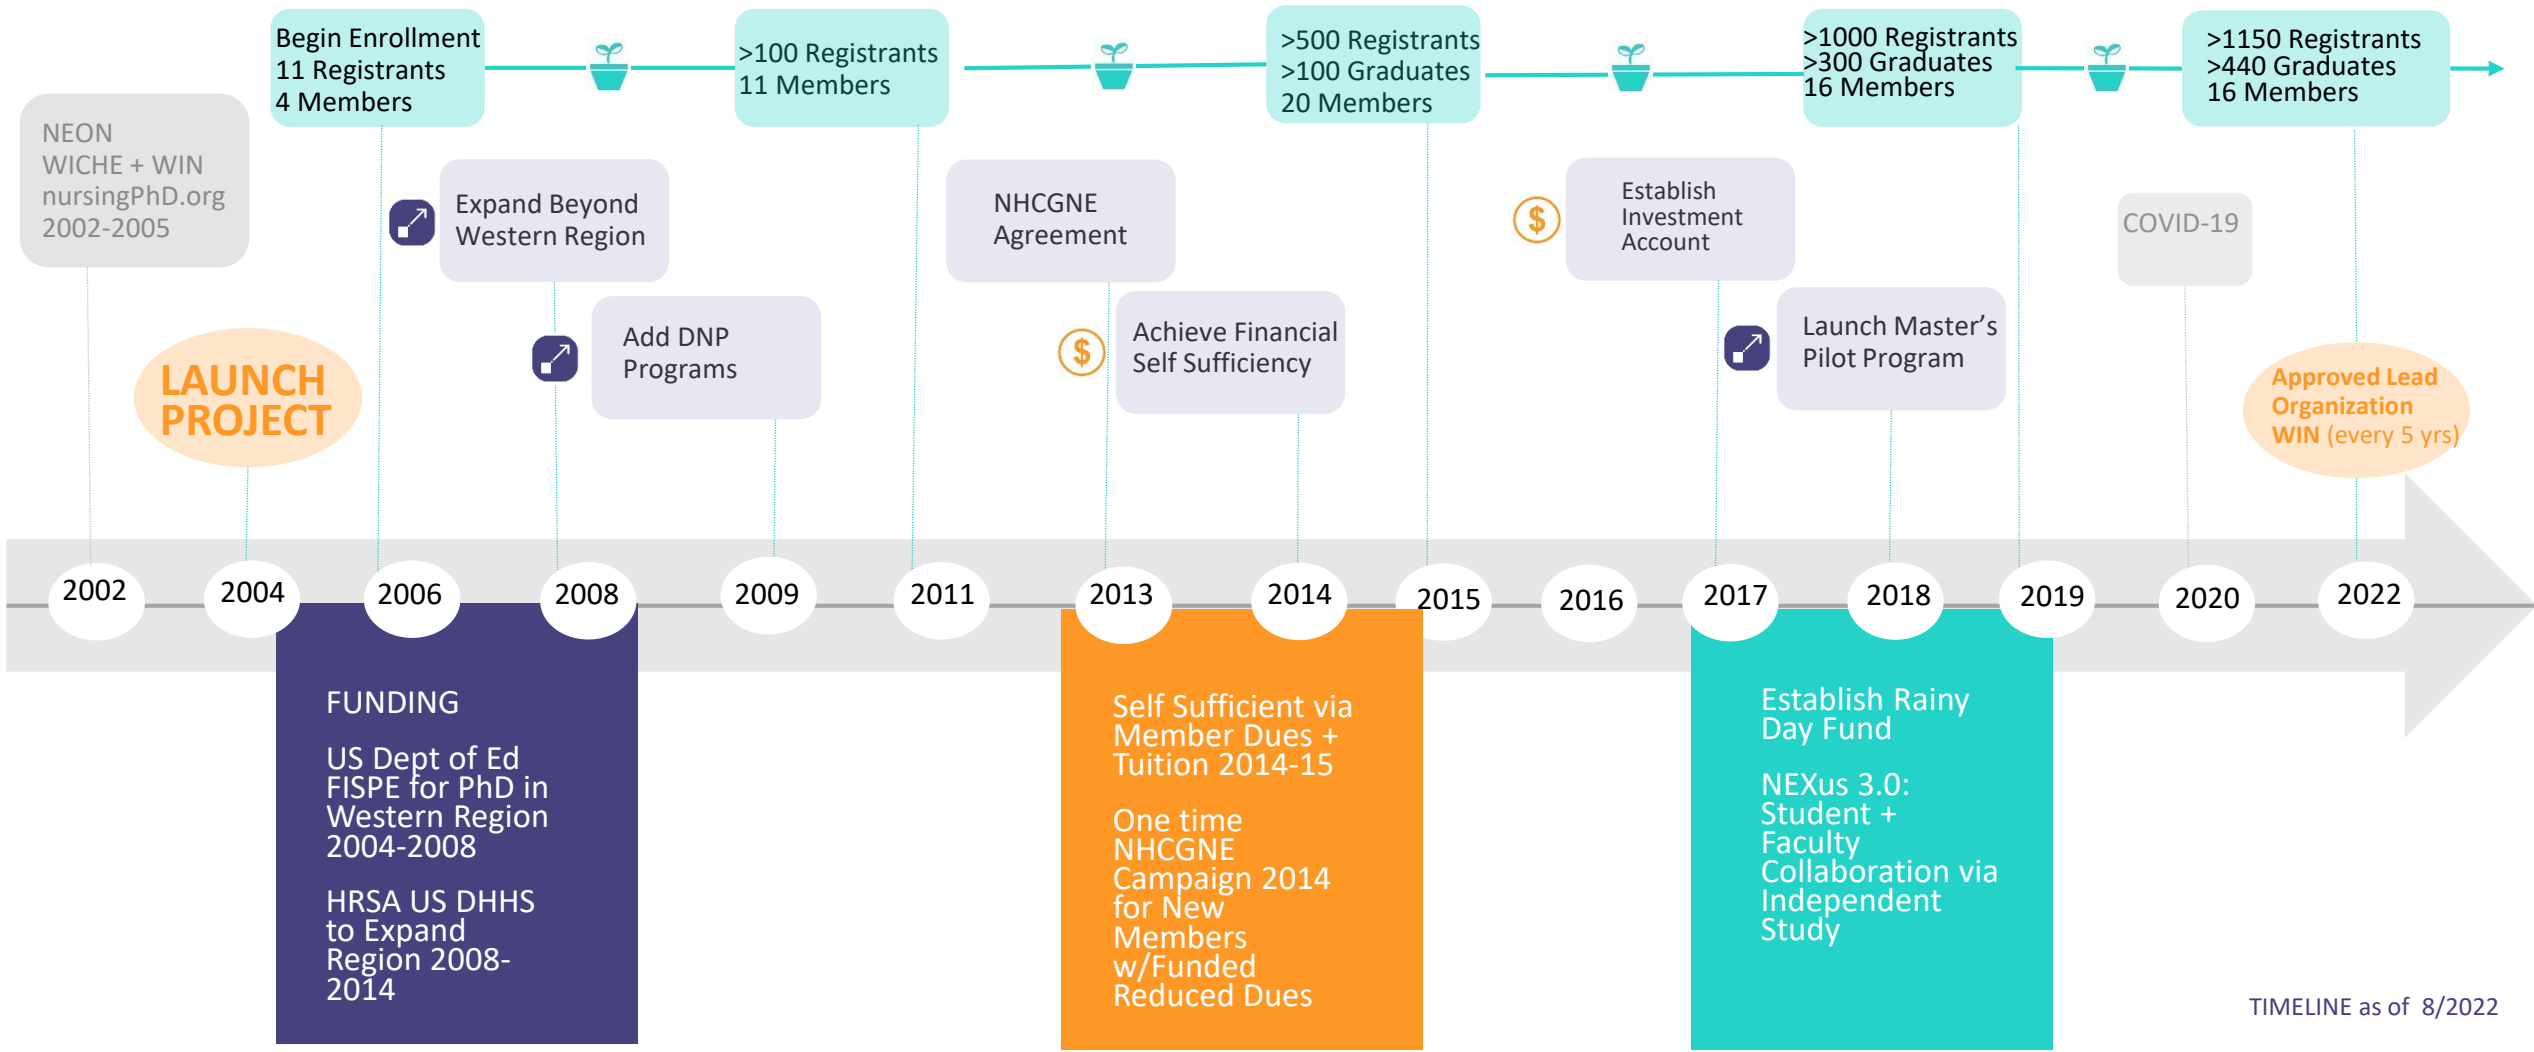 Begin Enrollment
11 Registrants
4 Members
>100 Registrants
11 Members
>500 Registrants
>100 Graduates
20 Members
>1000 Registrants
>300 Graduates
16 Members
>1150 Registrants
>440 Graduates
16 Members
NEON
WICHE + WIN
nursingPhD.org
2002-2005
Expand Beyond
Western Region
NHCGNE
Agreement
$
Establish
Investment
Account
COVID-19
LAUNCH
PROJECT
Add DNP
Programs
$
Achieve Financial
Self Sufficiency
Launch Master's
Pilot Program
Approved Lead
Organization
WIN (every 5 yrs)
2002
2004
2006
2008
2009
2011
2013
2014
2015
2016
2017
2018
2019
2020
2022
FUNDING
US Dept of Ed
FISPE for PhD in
Western Region
2004-2008
HRSA US DHHS
to Expand
Region 2008-
2014
Self Sufficient via
Member Dues +
Tuition 2014-15
One time
NHCGNE
Campaign 2014
for New
Members
w/Funded
Reduced Dues
Establish Rainy
Day Fund
NEXus 3.0:
Student +
Faculty
Collaboration via
Independent
Study
TIMELINE as of 8/2022